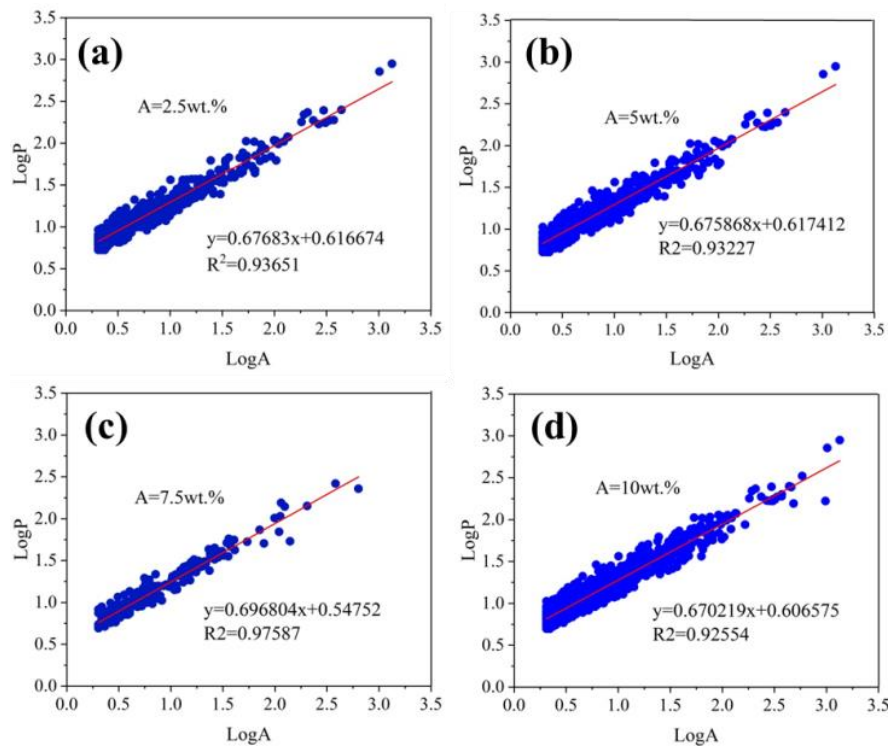 (a)
A=2.5wt.%
y=0.67683x+0.616674
R²=0.93651
LogP
3.5
3.0
2.5
2.0
1.5
1.0
0.5
0.0
0.0 0.5 1.0 1.5 2.0 2.5 3.0 3.5
LogA
(b)
A=5wt.%
y=0.675868x+0.617412
R2=0.93227
LogP
3.5
3.0
2.5
2.0
1.5
1.0
0.5
0.0
0.0 0.5 1.0 1.5 2.0 2.5 3.0 3.5
LogA
(c)
A=7.5wt.%
y=0.696804x+0.54752
R2=0.97587
LogP
3.5
3.0
2.5
2.0
1.5
1.0
0.5
0.0
0.0 0.5 1.0 1.5 2.0 2.5 3.0 3.5
LogA
(d)
A=10wt.%
y=0.670219x+0.606575
R2=0.92554
LogP
3.5
3.0
2.5
2.0
1.5
1.0
0.5
0.0
0.0 0.5 1.0 1.5 2.0 2.5 3.0 3.5
LogA